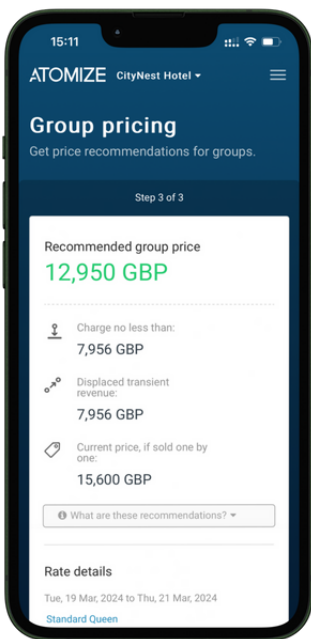 15:11
ATOMIZE CityNest Hotel
Group pricing
Get price recommendations for groups.
Step 3 of 3
Recommended group price
12,950 GBP
Charge no less than:
7,956 GBP
Displaced transient
revenue:
7,956 GBP
Current price, if sold one by
one:
15,600 GBP
What are these recommendations?
Rate details
Tue, 19 Mar, 2024 to Thu, 21 Mar, 2024
Standard Queen